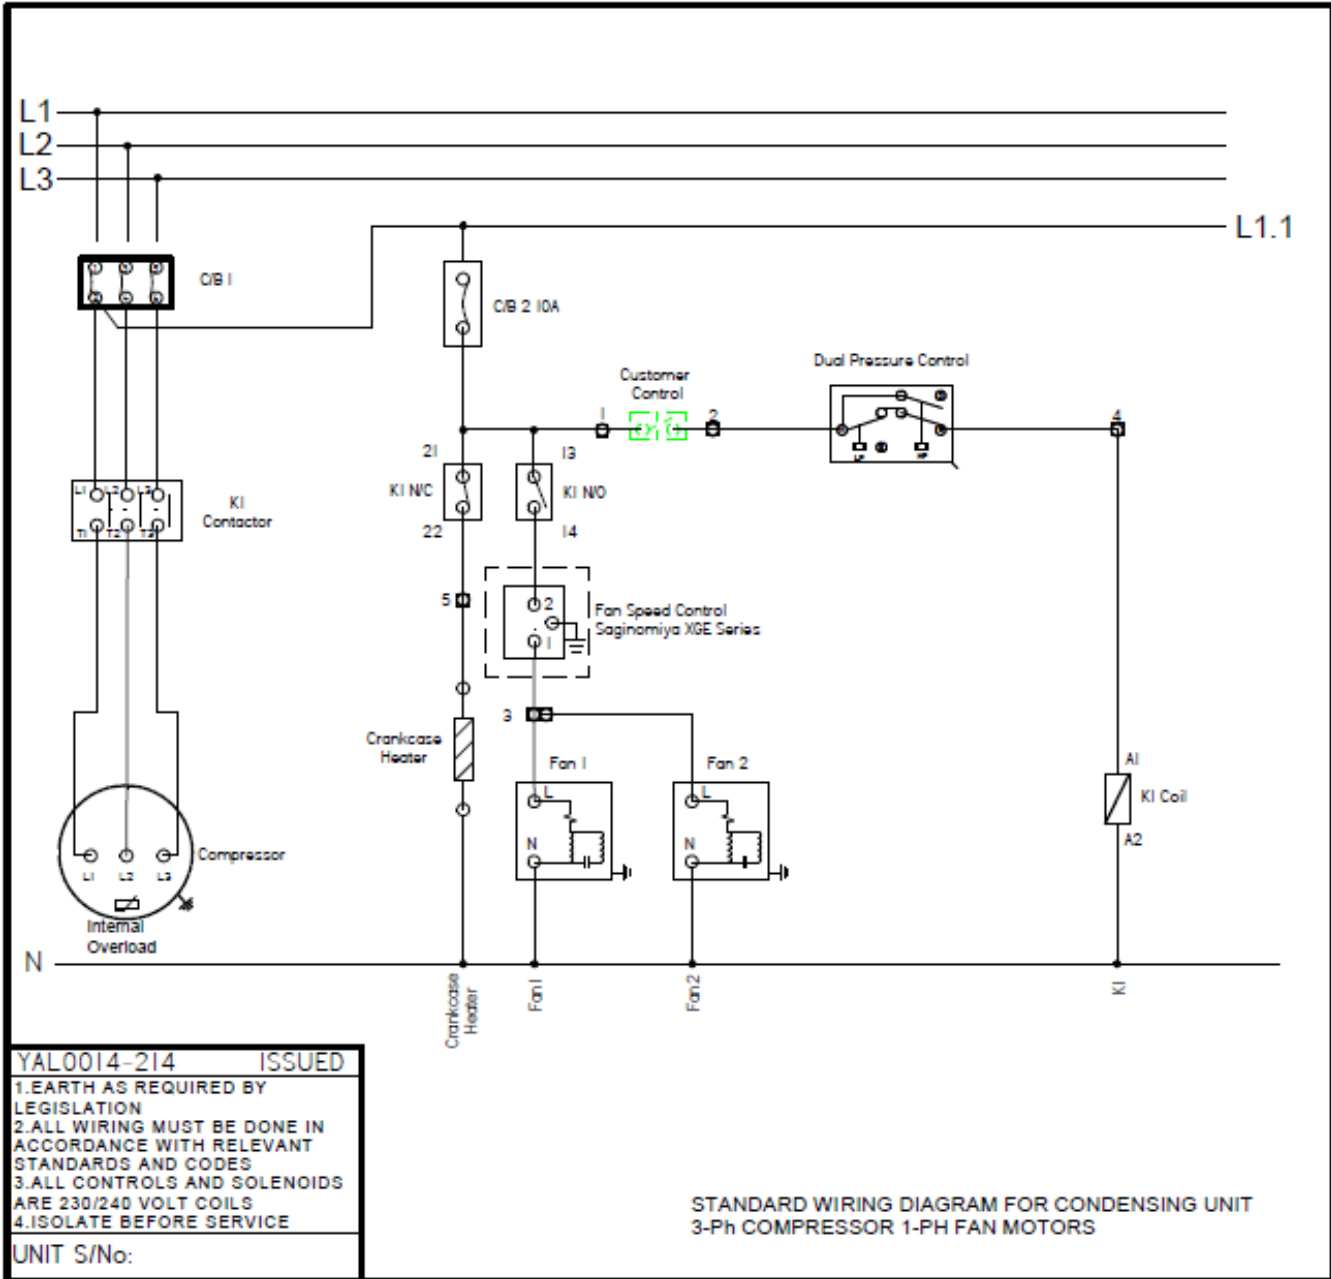 L1
L2
L3
L1.1
C/B 1
C/B 2 10A
Customer
Control
Dual Pressure Control
1
2
4
LP
HP
21
13
K1 N/C
K1 N/O
22
14
L1 L2 L3
K1
Contactor
T1 T2 T3
5
2
1
Fan Speed Control
Saginomiya XGE Series
3
Crankcase
Heater
Fan 1
Fan 2
L
N
L
N
A1
K1 Coil
A2
Compressor
L1 L2 L3
Internal
Overload
N
Crankcase
Heater
Fan1
Fan2
K1
YAL0014-214 ISSUED
1.EARTH AS REQUIRED BY
LEGISLATION
2.ALL WIRING MUST BE DONE IN
ACCORDANCE WITH RELEVANT
STANDARDS AND CODES
3.ALL CONTROLS AND SOLENOIDS
ARE 230/240 VOLT COILS
4.ISOLATE BEFORE SERVICE
UNIT S/No:
STANDARD WIRING DIAGRAM FOR CONDENSING UNIT
3-Ph COMPRESSOR 1-PH FAN MOTORS